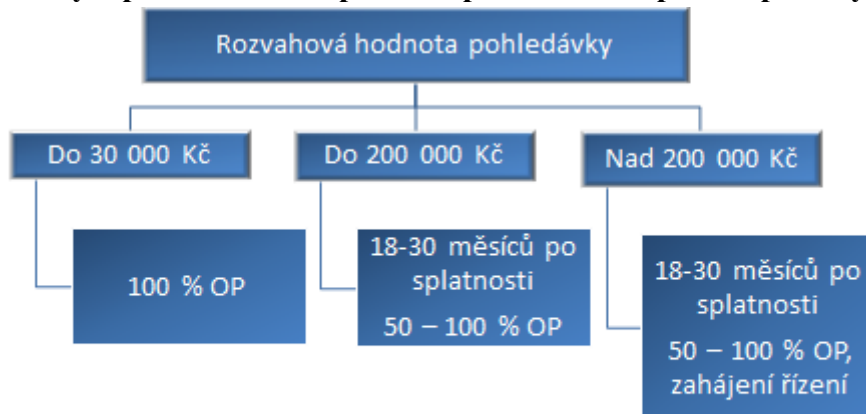 Rozvahová hodnota pohledávky
Do 30 000 Kč
Do 200 000 Kč
Nad 200 000 Kč
100 % OP
18-30 měsíců po
splatnosti
50 – 100 % OP
18-30 měsíců po
splatnosti
50 – 100 % OP,
zahájení řízení